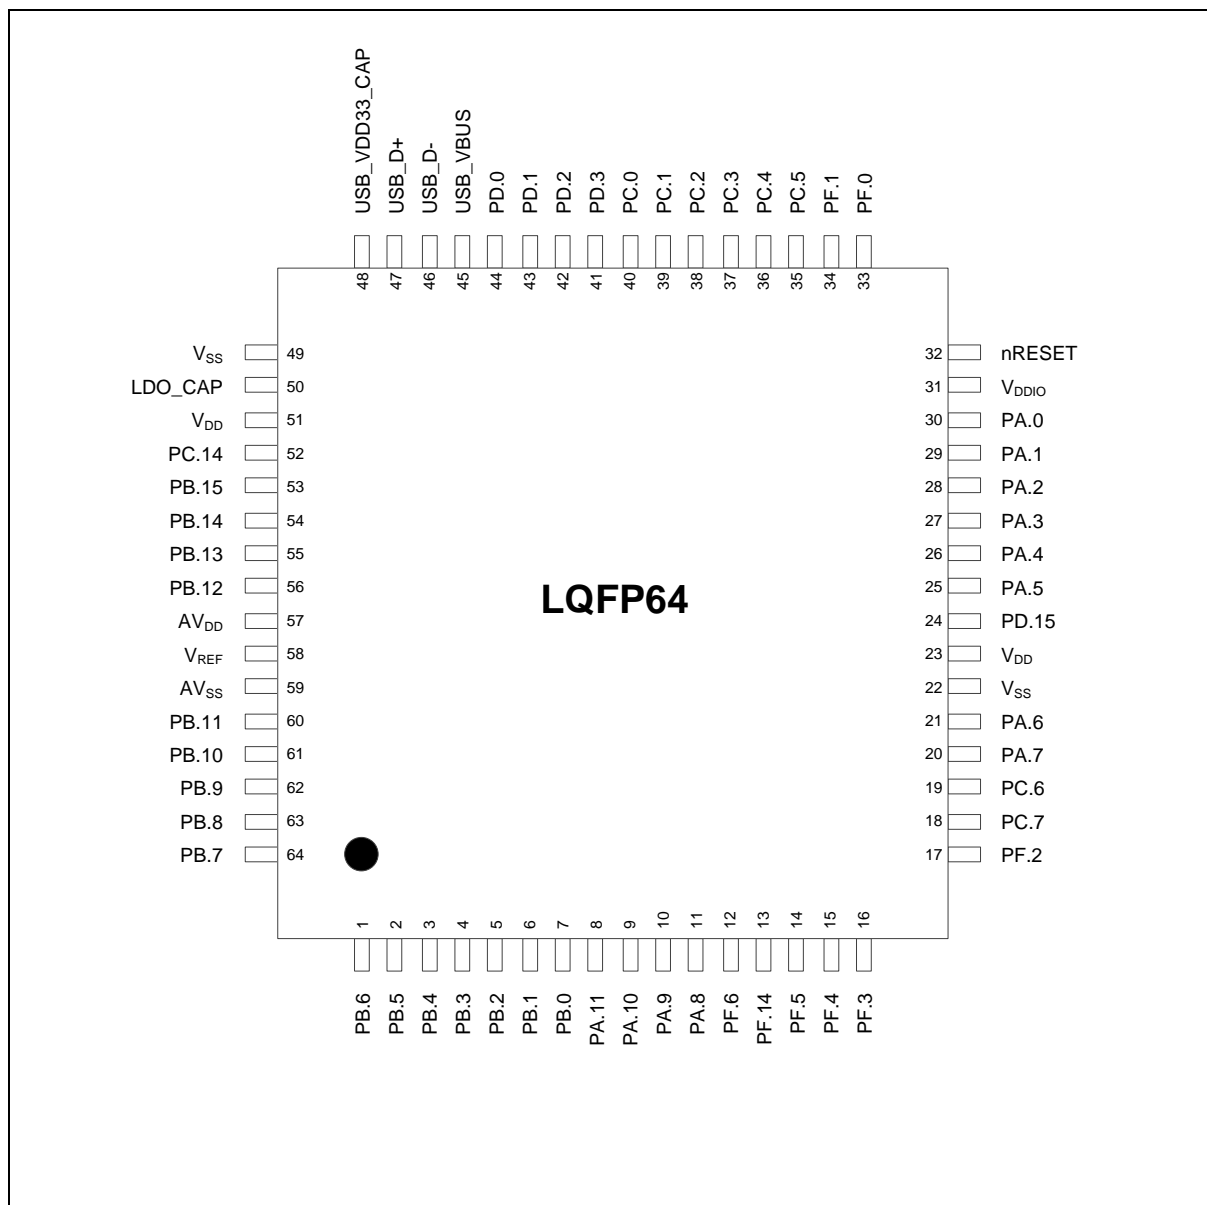 USB_VDD33_CAP
USB_D+
USB_D-
USB_VBUS
PD.0
PD.1
PD.2
PD.3
PC.0
PC.1
PC.2
PC.3
PC.4
PC.5
PF.1
PF.0
48
47
46
45
44
43
42
41
40
39
38
37
36
35
34
33
VSS 49
LDO_CAP 50
VDD 51
PC.14 52
PB.15 53
PB.14 54
PB.13 55
PB.12 56
AVDD 57
VREF 58
AVSS 59
PB.11 60
PB.10 61
PB.9 62
PB.8 63
PB.7 64
LQFP64
32 nRESET
31 VDDIO
30 PA.0
29 PA.1
28 PA.2
27 PA.3
26 PA.4
25 PA.5
24 PD.15
23 VDD
22 VSS
21 PA.6
20 PA.7
19 PC.6
18 PC.7
17 PF.2
1
2
3
4
5
6
7
8
9
10
11
12
13
14
15
16
PB.6
PB.5
PB.4
PB.3
PB.2
PB.1
PB.0
PA.11
PA.10
PA.9
PA.8
PF.6
PF.14
PF.5
PF.4
PF.3